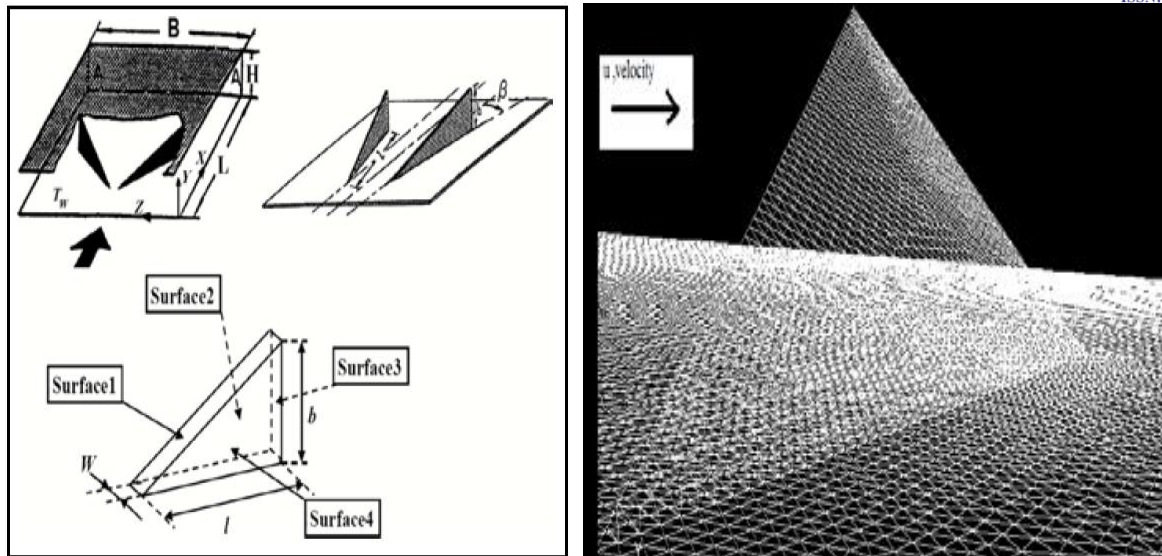 B
A
A
H
X
L
Y
T_W
Z
β
Surface2
Surface1
Surface3
b
W
l
Surface4
u ,velocity